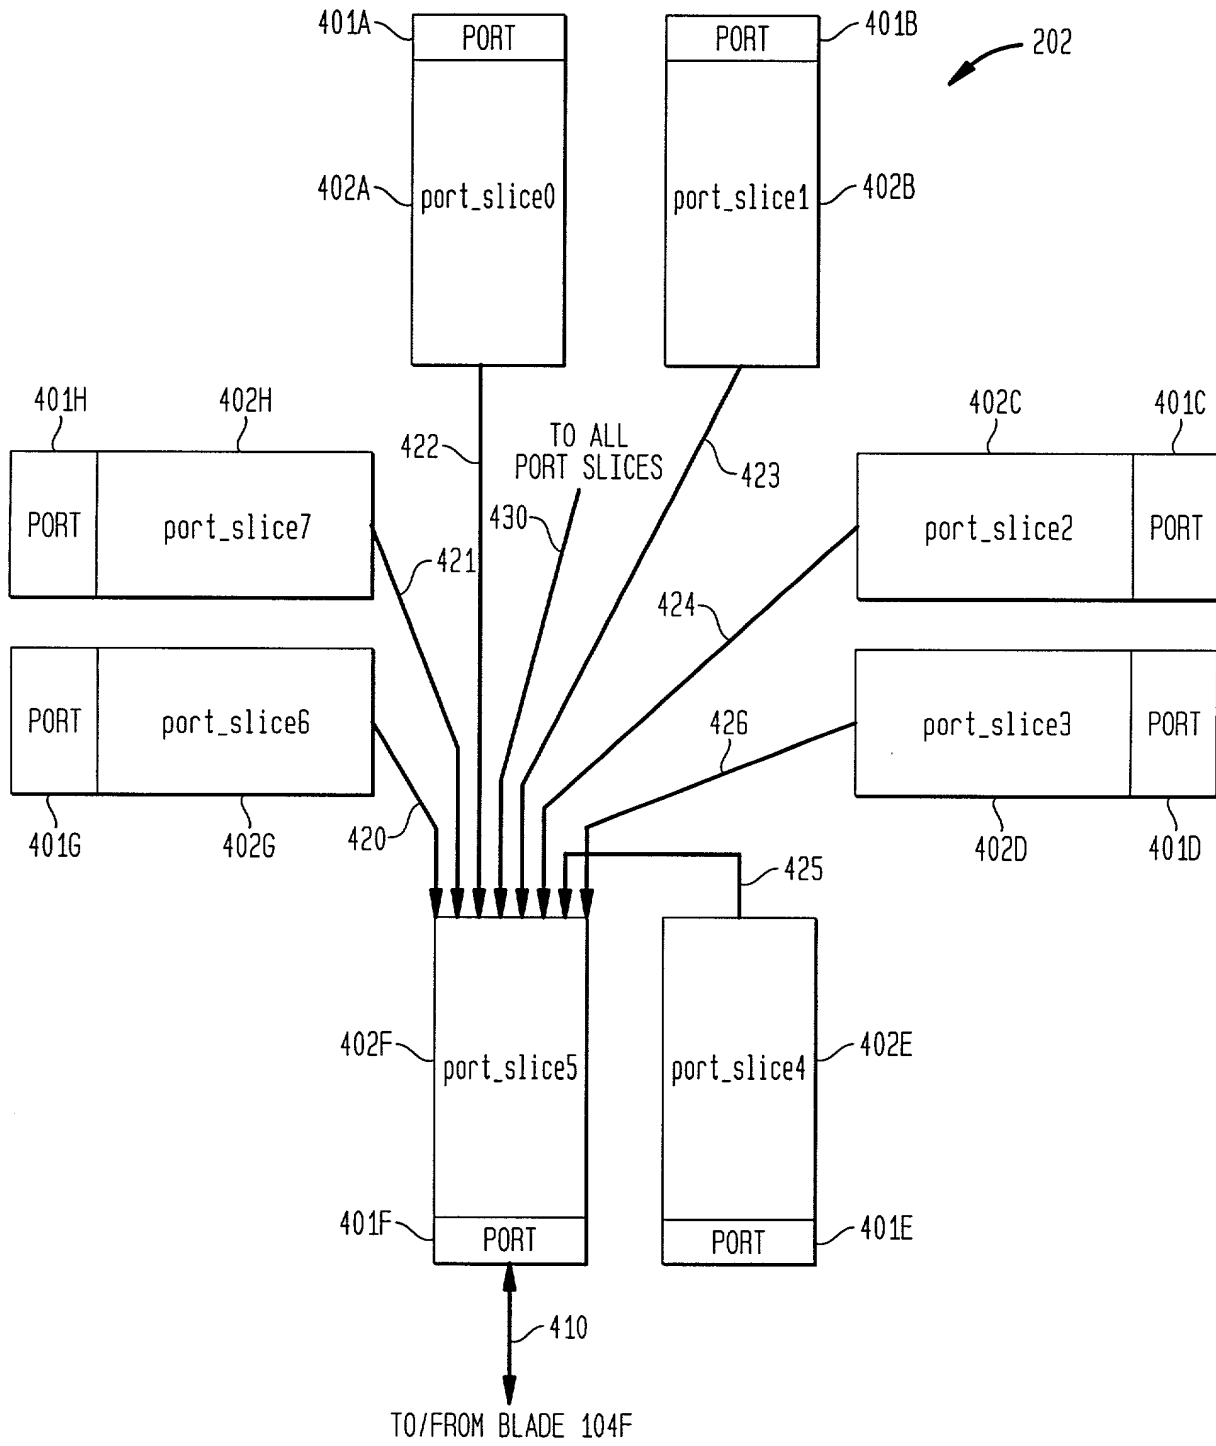 401A
PORT
PORT
401B
202
402A
port_slice0
port_slice1
402B
401H
402H
422
TO ALL
PORT SLICES
423
402C
401C
PORT
port_slice7
421
430
port_slice2
PORT
424
PORT
port_slice6
426
port_slice3
PORT
401G
402G
420
425
402D
401D
402F
port_slice5
port_slice4
402E
401F
PORT
PORT
401E
410
TO/FROM BLADE 104F